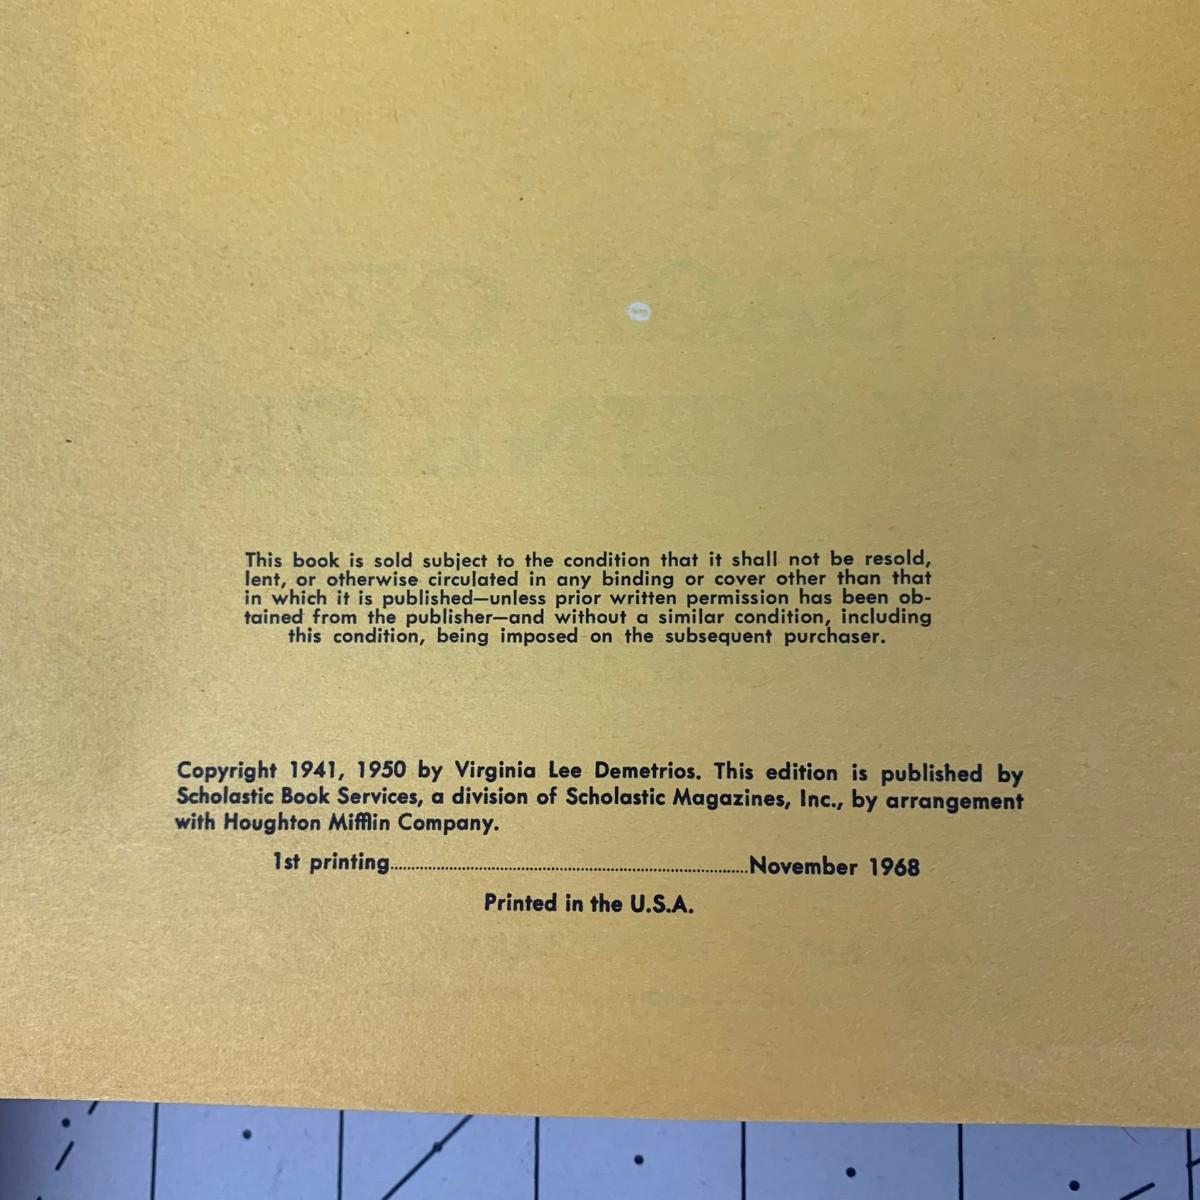 This book is sold subject to the condition that it shall not be resold,
lent, or otherwise circulated in any binding or cover other than that
in which it is published—unless prior written permission has been ob-
tained from the publisher—and without a similar condition, including
this condition, being imposed on the subsequent purchaser.
Copyright 1941, 1950 by Virginia Lee Demetrios. This edition is published by
Scholastic Book Services, a division of Scholastic Magazines, Inc., by arrangement
with Houghton Mifflin Company.
1st printing........................................................................................November 1968
Printed in the U.S.A.